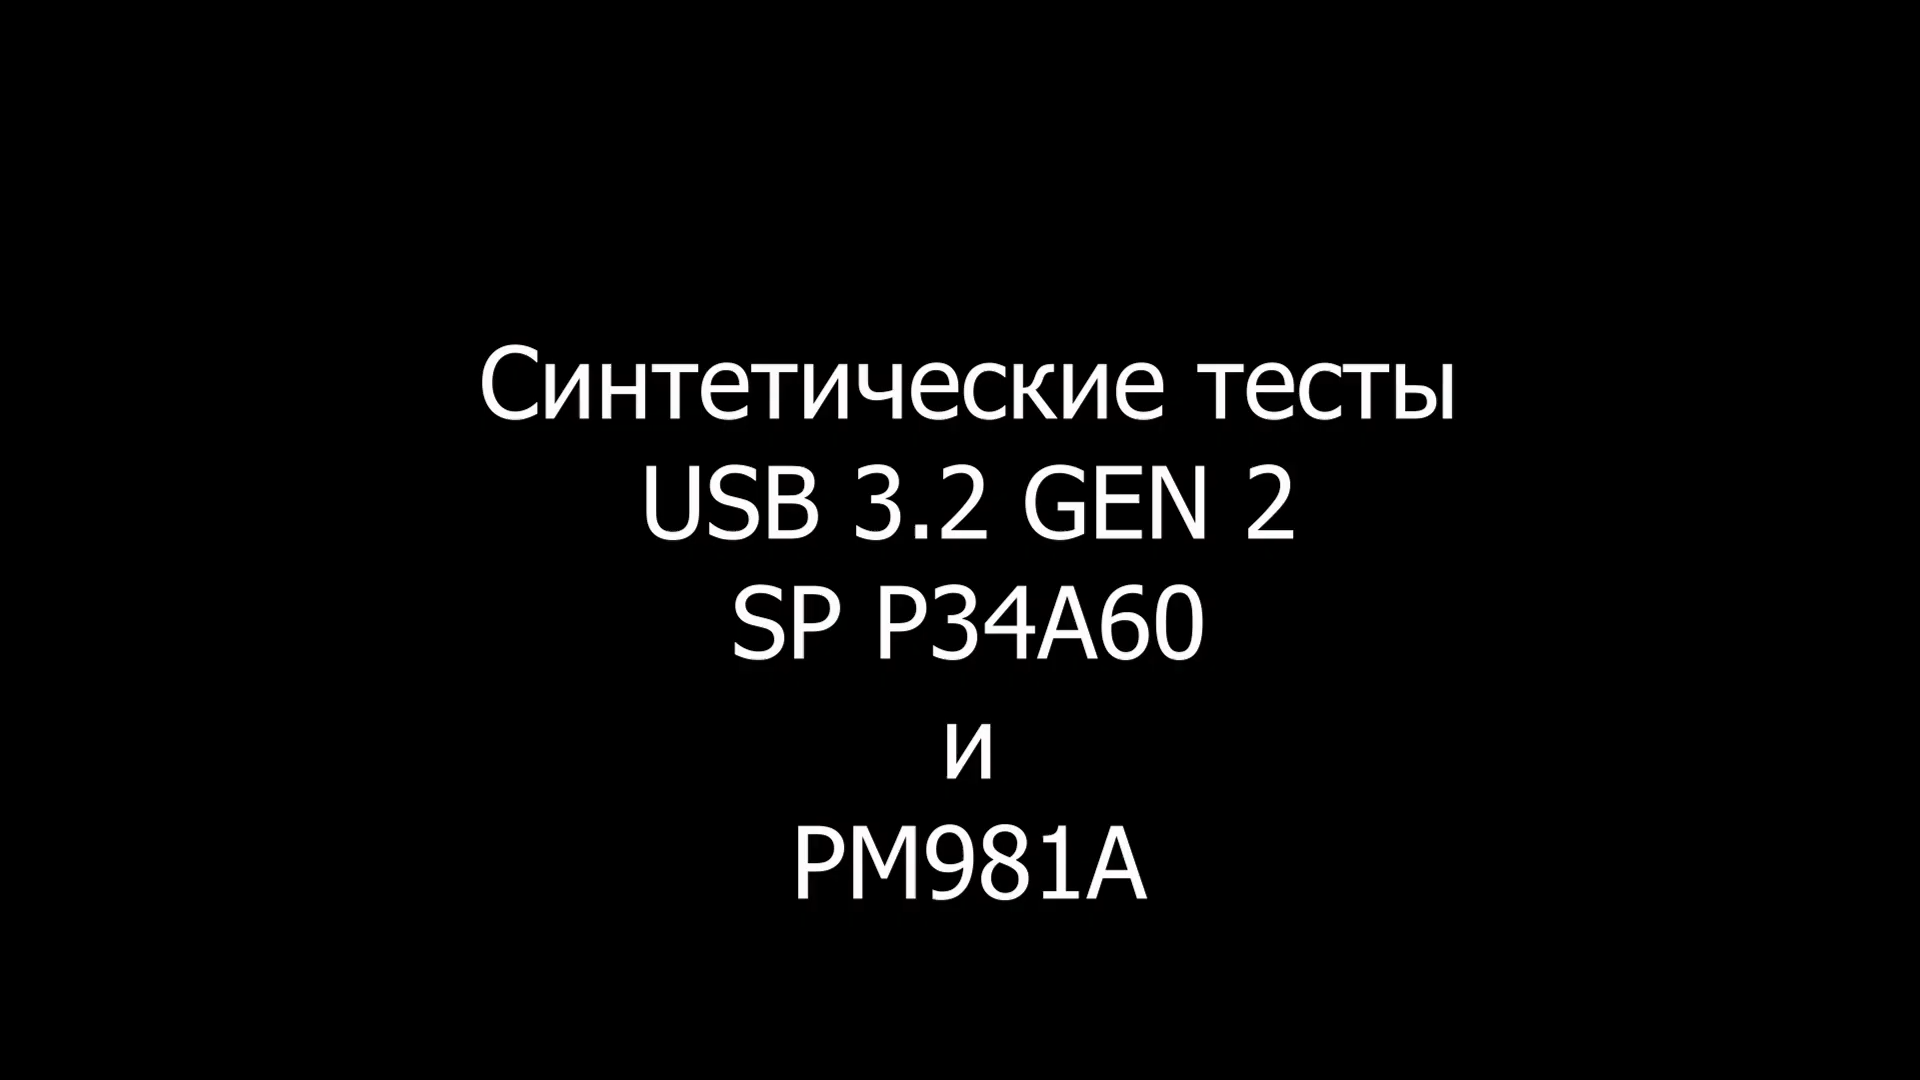 Синтетические тесты
USB 3.2 GEN 2
SP P34A60
и
PM981A